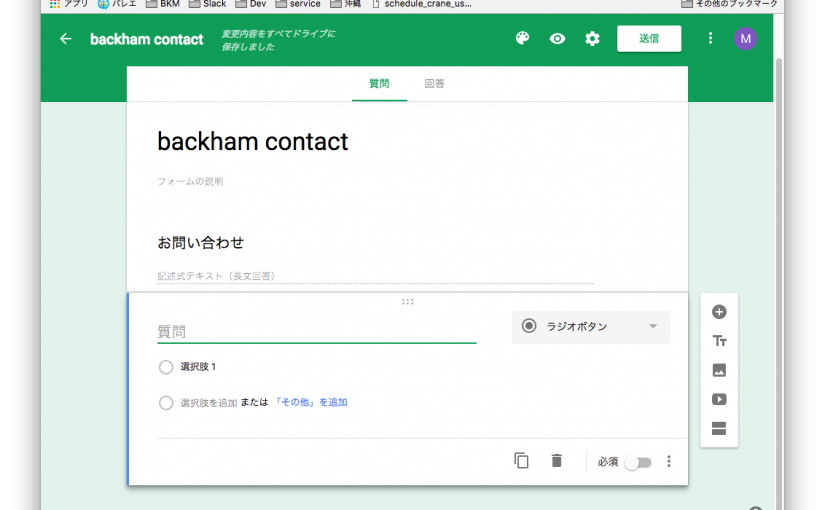 アプリ バレエ BKM Slack Dev service 沖縄 schedule_crane_us... その他のブックマーク
backham contact
変更内容をすべてドライブに
保存しました
送信
M
質問 回答
backham contact
フォームの説明
お問い合わせ
記述式テキスト（長文回答）
質問
ラジオボタン
選択肢 1
選択肢を追加 または 「その他」を追加
必須